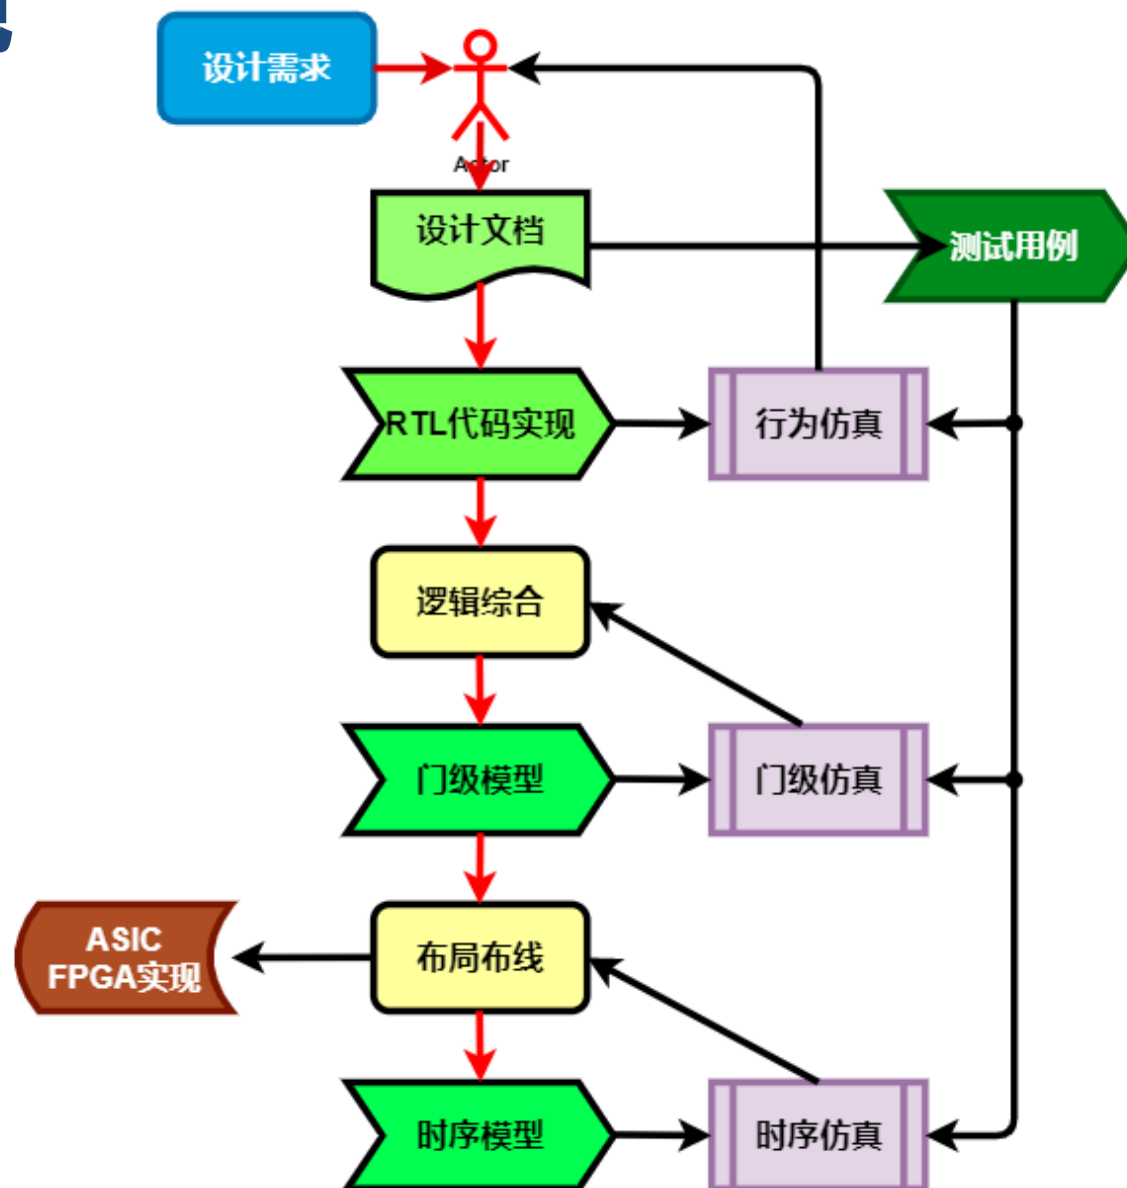 设计需求
Actor
设计文档
测试用例
RTL代码实现
行为仿真
逻辑综合
门级模型
门级仿真
ASIC
FPGA实现
布局布线
时序模型
时序仿真